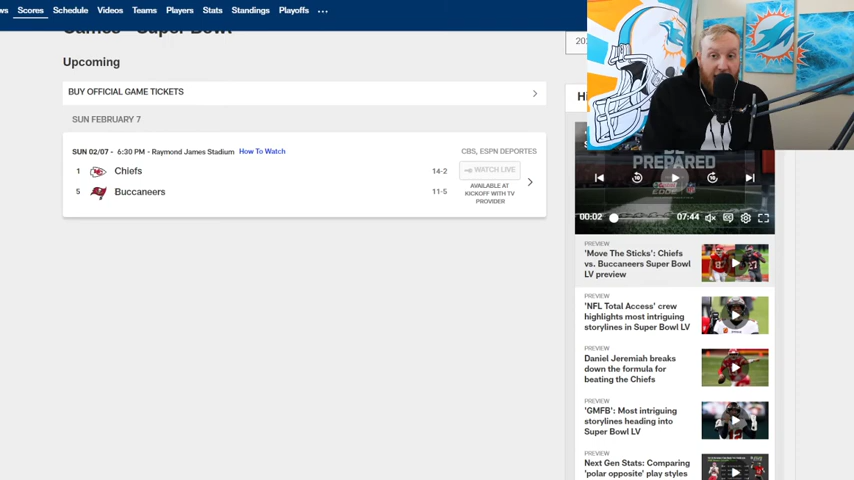 Scores Schedule Videos Teams Players Stats Standings Playoffs ...
Games - Super Bowl
Upcoming
BUY OFFICIAL GAME TICKETS
SUN FEBRUARY 7
SUN 02/07 - 6:30 PM - Raymond James Stadium How To Watch
CBS, ESPN DEPORTES
1 Chiefs 14-2
5 Buccaneers 11-5
WATCH LIVE
AVAILABLE AT
KICKOFF WITH TV
PROVIDER
PREPARED
00:02 07:44
PREVIEW
'Move The Sticks': Chiefs
vs. Buccaneers Super Bowl
LV preview
PREVIEW
'NFL Total Access' crew
highlights most intriguing
storylines in Super Bowl LV
PREVIEW
Daniel Jeremiah breaks
down the formula for
beating the Chiefs
PREVIEW
'GMFB': Most intriguing
storylines heading into
Super Bowl LV
PREVIEW
Next Gen Stats: Comparing
'polar opposite' play styles